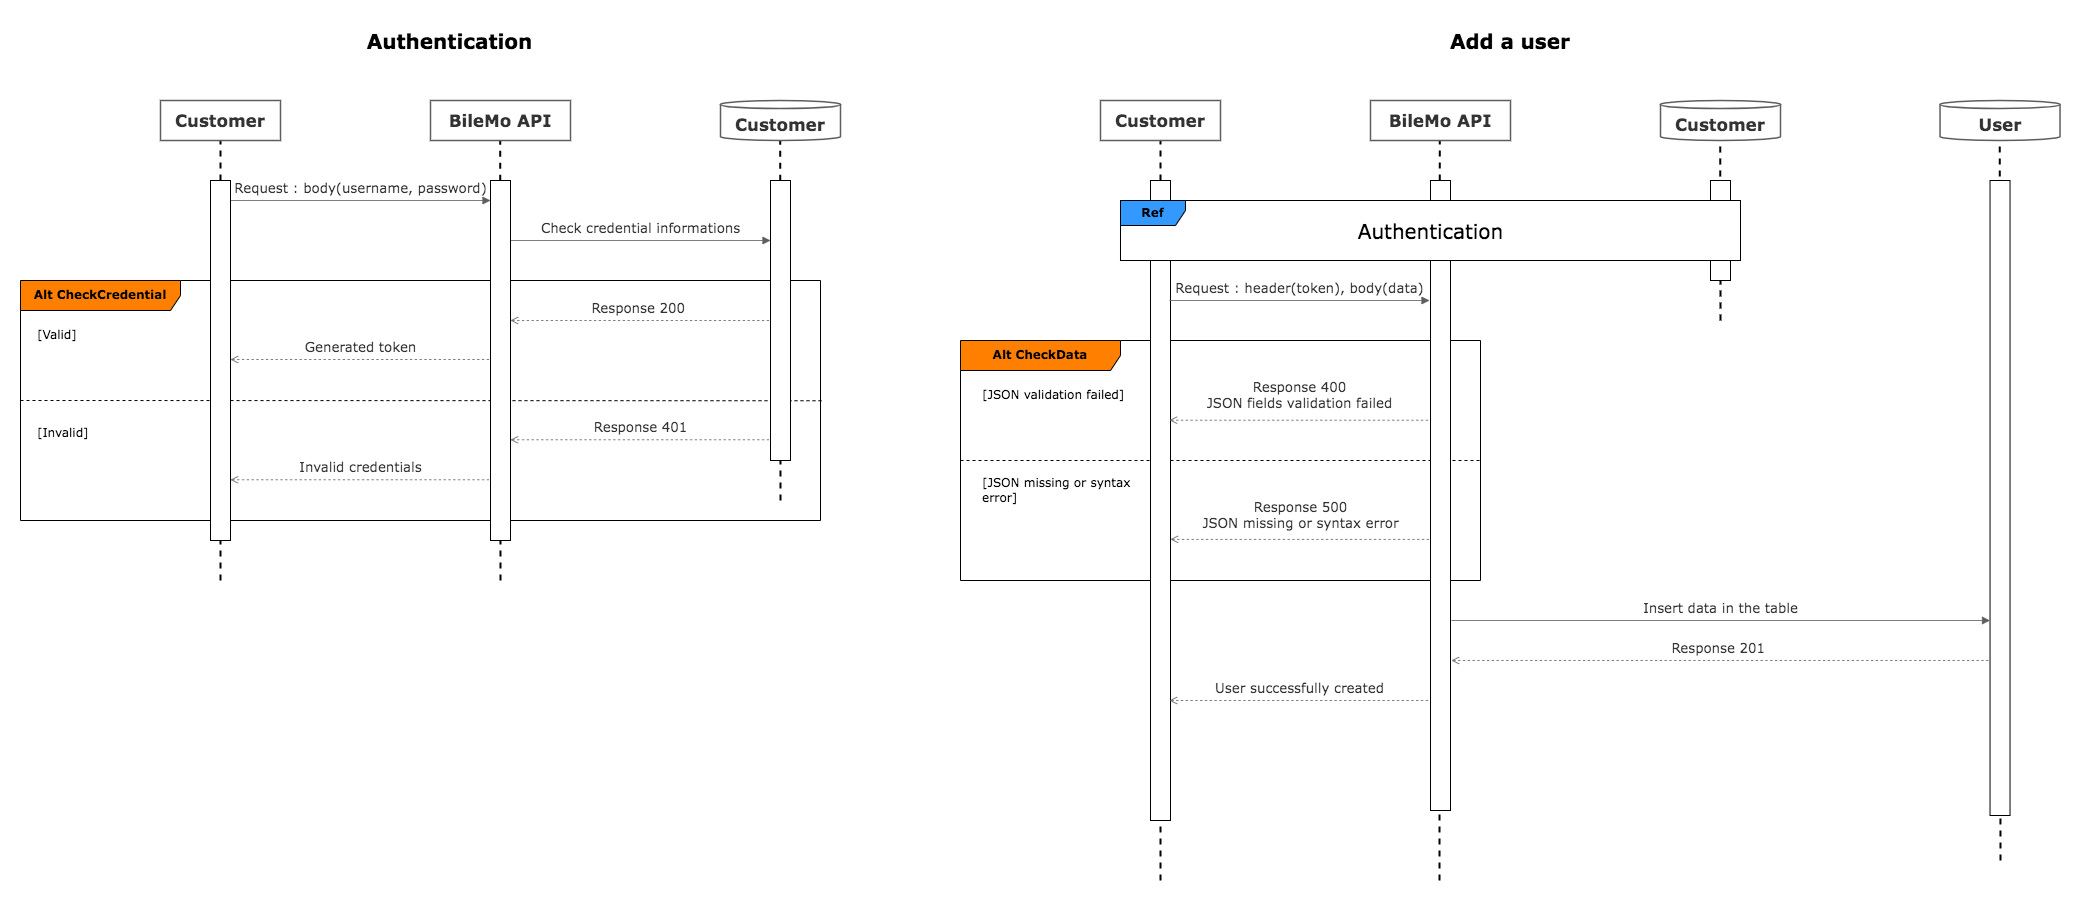 Authentication
Customer
BileMo API
Customer
Request : body(username, password)
Check credential informations
Alt CheckCredential
Response 200
[Valid]
Generated token
Response 401
[Invalid]
Invalid credentials
Add a user
Customer
BileMo API
Customer
User
Ref
Authentication
Request : header(token), body(data)
Alt CheckData
[JSON validation failed]
Response 400
JSON fields validation failed
[JSON missing or syntax
error]
Response 500
JSON missing or syntax error
Insert data in the table
Response 201
User successfully created